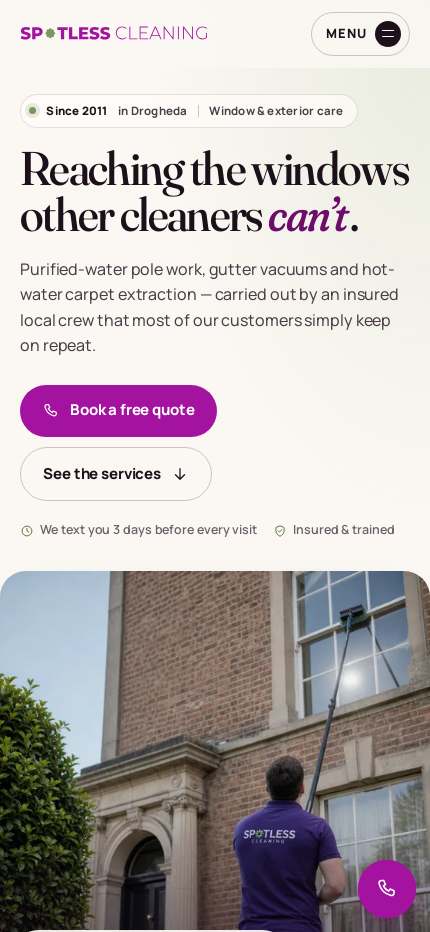 SPOTLESS CLEANING
MENU
Since 2011 in Drogheda | Window & exterior care
Reaching the windows
other cleaners can't.
Purified-water pole work, gutter vacuums and hot-
water carpet extraction — carried out by an insured
local crew that most of our customers simply keep
on repeat.
Book a free quote
See the services ↓
We text you 3 days before every visit
Insured & trained
SPOTLESS
CLEANING